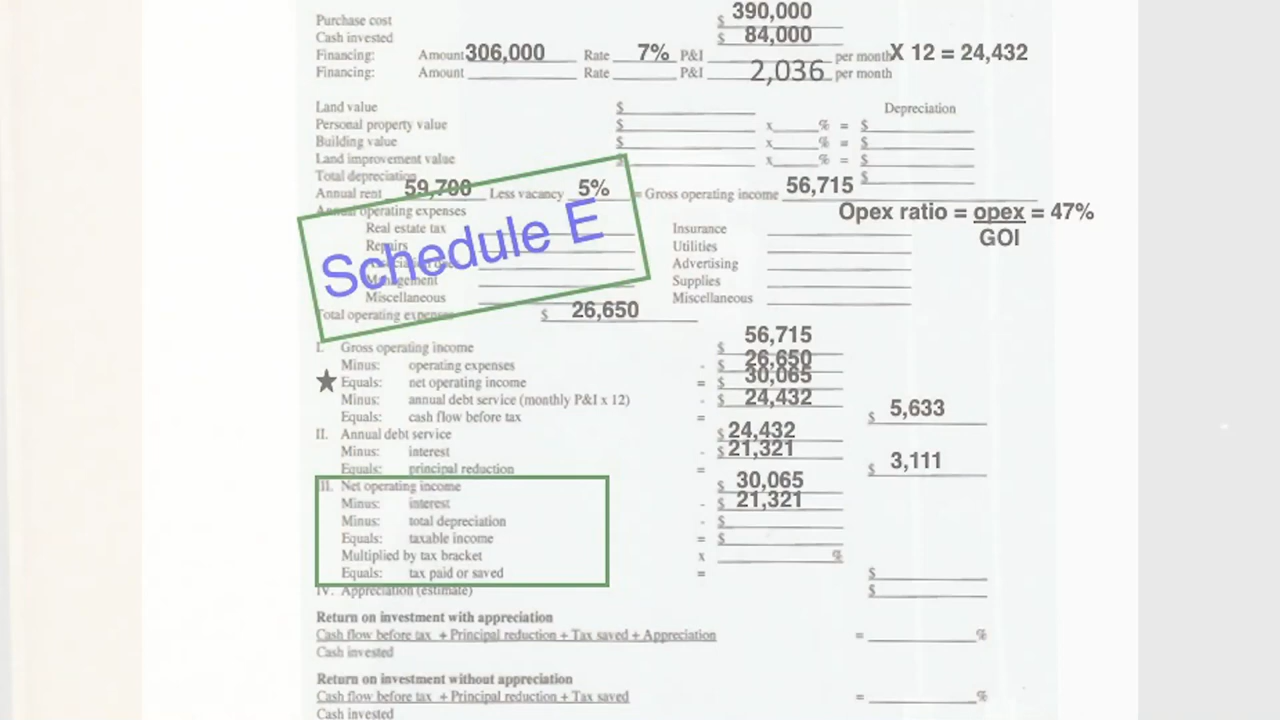 Purchase cost $ 390,000
Cash invested $ 84,000
Financing: Amount 306,000 Rate 7% P&I per month X 12 = 24,432
Financing: Amount Rate P&I 2,036 per month
Land value $ Depreciation
Personal property value $ x % = $
Building value $ x % = $
Land improvement value $ x % = $
Total depreciation $
Annual rent 59,700 Less vacancy 5% = Gross operating income 56,715
Annual operating expenses Opex ratio = opex = 47%
GOI
Real estate tax Insurance
Repairs Utilities
Advertising
Schedule E
Management Supplies
Miscellaneous Miscellaneous
Total operating expenses $ 26,650
I. Gross operating income $ 56,715
Minus: operating expenses - $ 26,650
★ Equals: net operating income = $ 30,065
Minus: annual debt service (monthly P&I x 12) - $ 24,432
Equals: cash flow before tax = $ 5,633
II. Annual debt service $ 24,432
Minus: interest - $ 21,321
Equals: principal reduction = $ 3,111
III. Net operating income $ 30,065
Minus: interest - $ 21,321
Minus: total depreciation - $
Equals: taxable income = $
Multiplied by tax bracket x %
Equals: tax paid or saved = $
IV. Appreciation (estimate) $
Return on investment with appreciation
Cash flow before tax + Principal reduction + Tax saved + Appreciation = %
Cash invested
Return on investment without appreciation
Cash flow before tax + Principal reduction + Tax saved = %
Cash invested